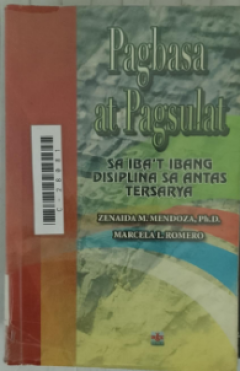 Pagbasa
at Pagsulat
SA IBA'T IBANG
DISIPLINA SA ANTAS
TERSARYA
ZENAIDA M. MENDOZA, Ph.D.
MARCELA L. ROMERO